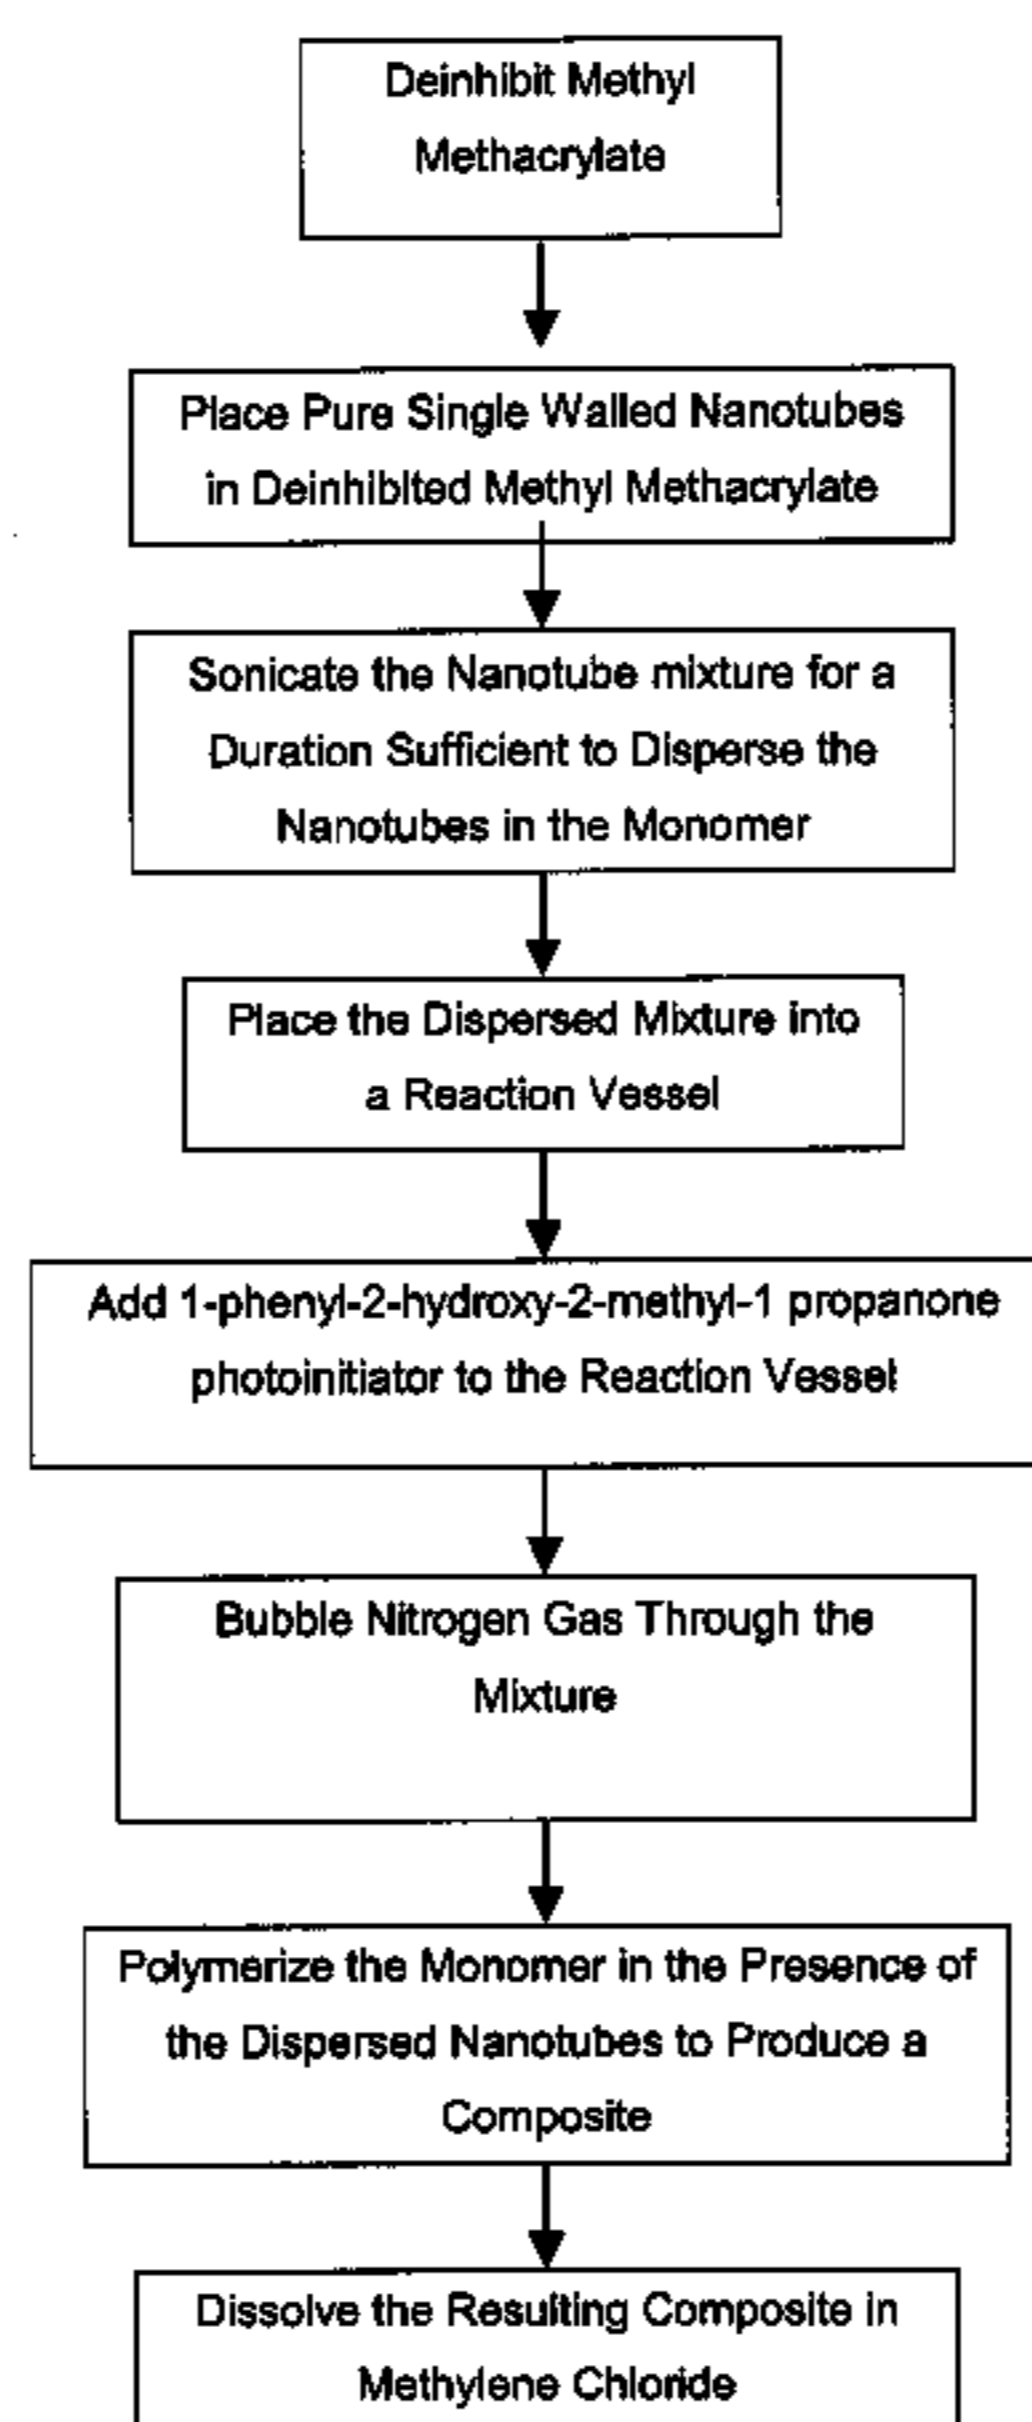 Deinhibit Methyl
Methacrylate
Place Pure Single Walled Nanotubes
in Deinhibited Methyl Methacrylate
Sonicate the Nanotube mixture for a
Duration Sufficient to Disperse the
Nanotubes in the Monomer
Place the Dispersed Mixture into
a Reaction Vessel
Add 1-phenyl-2-hydroxy-2-methyl-1 propanone
photoinitiator to the Reaction Vessel
Bubble Nitrogen Gas Through the
Mixture
Polymerize the Monomer in the Presence of
the Dispersed Nanotubes to Produce a
Composite
Dissolve the Resulting Composite in
Methylene Chloride